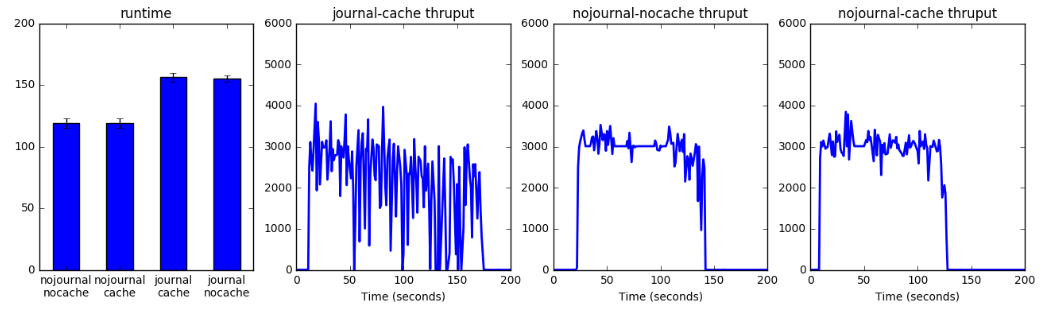 runtime
200
150
100
50
0
nojournal nojournal journal journal
nocache cache cache nocache
journal-cache thruput
6000
5000
4000
3000
2000
1000
0
0 50 100 150 200
Time (seconds)
nojournal-nocache thruput
6000
5000
4000
3000
2000
1000
0
0 50 100 150 200
Time (seconds)
nojournal-cache thruput
6000
5000
4000
3000
2000
1000
0
0 50 100 150 200
Time (seconds)